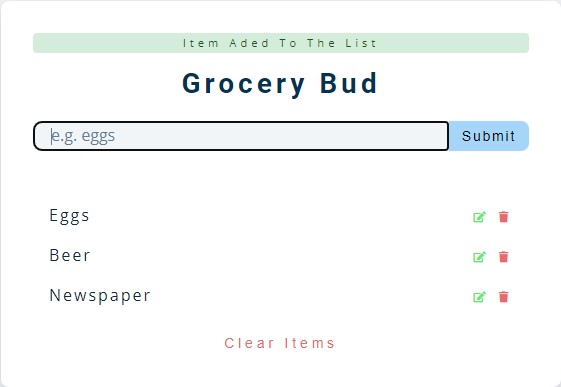 Item Aded To The List
Grocery Bud
e.g. eggs
Submit
Eggs
Beer
Newspaper
Clear Items